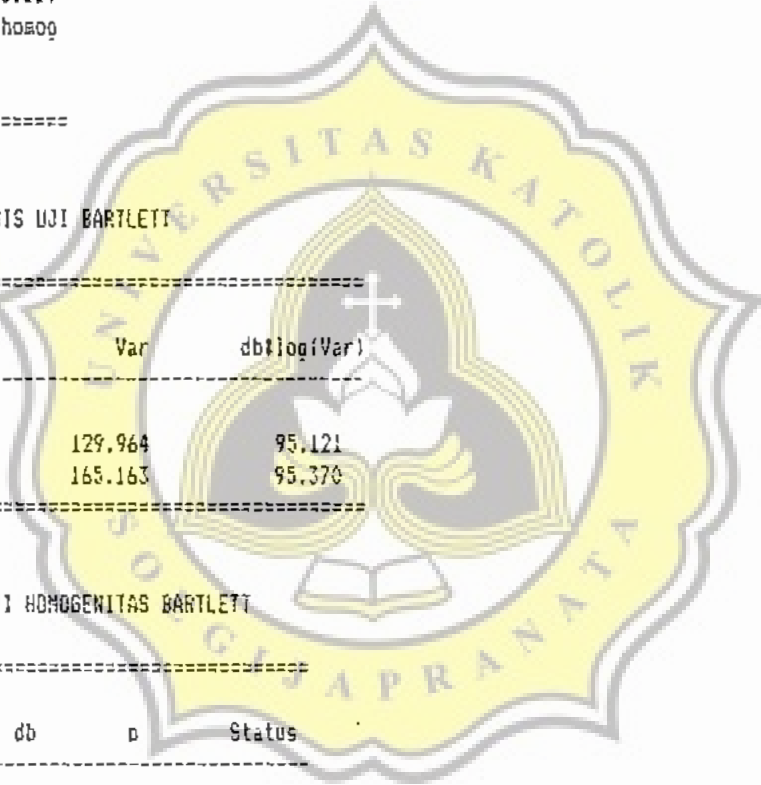 homog
======
IS UJI BARTLETT
Var db*log(Var)
129.964 95.121
165.163 95.370
I HOMOGENITAS BARTLETT
db p Status
UNIVERSITAS KATOLIK
SOEGIJAPRANATA